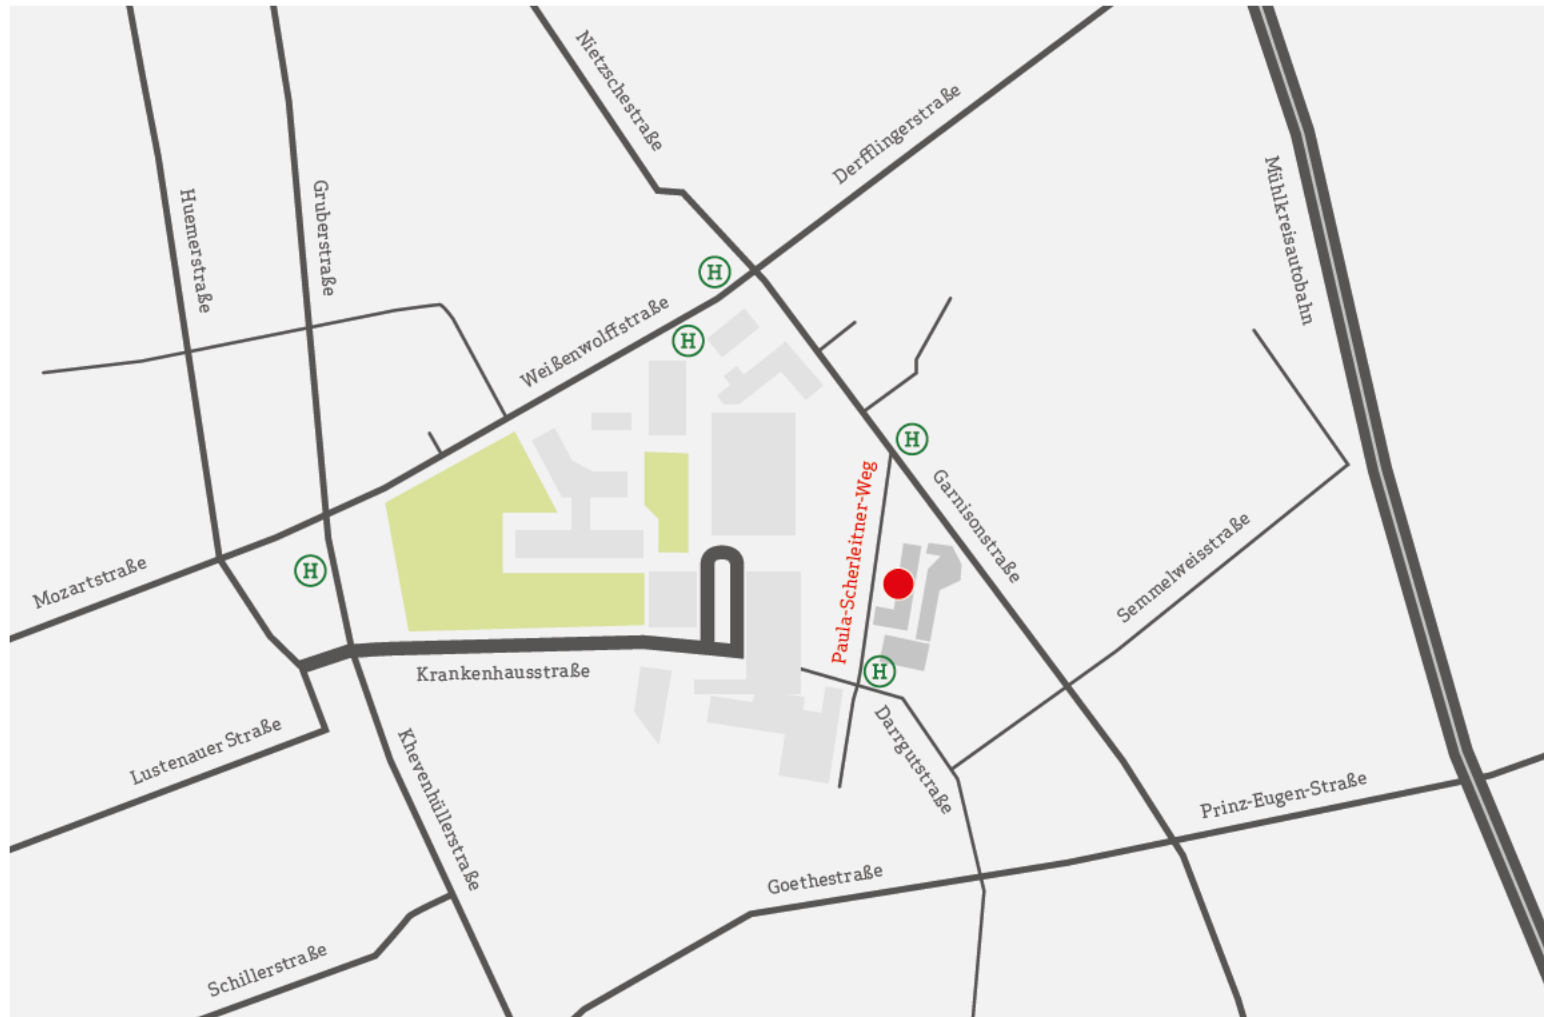 Nietzschestraße
Derfflingerstraße
Mühlkreisautobahn
Huemerstraße
Gruberstraße
H
Weißenwolffstraße
H
H
Garnisonstraße
Paula-Scherleitner-Weg
Semmelweisstraße
Mozartstraße
H
H
Krankenhausstraße
Lustenauer Straße
Khevenhüllerstraße
Darrgutstraße
Prinz-Eugen-Straße
Goethestraße
Schillerstraße